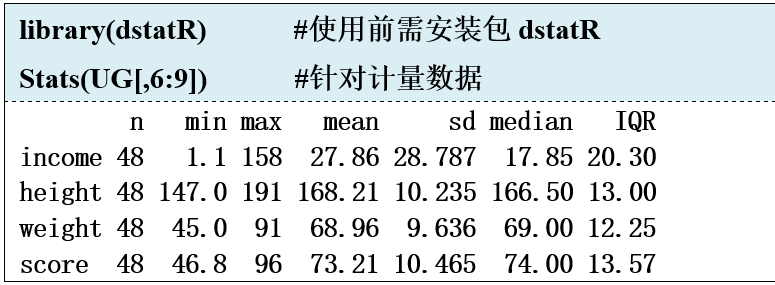 library(dstatR) #使用前需安装包 dstatR
Stats(UG[,6:9]) #针对计量数据
n min max mean sd median IQR
income 48 1.1 158 27.86 28.787 17.85 20.30
height 48 147.0 191 168.21 10.235 166.50 13.00
weight 48 45.0 91 68.96 9.636 69.00 12.25
score 48 46.8 96 73.21 10.465 74.00 13.57